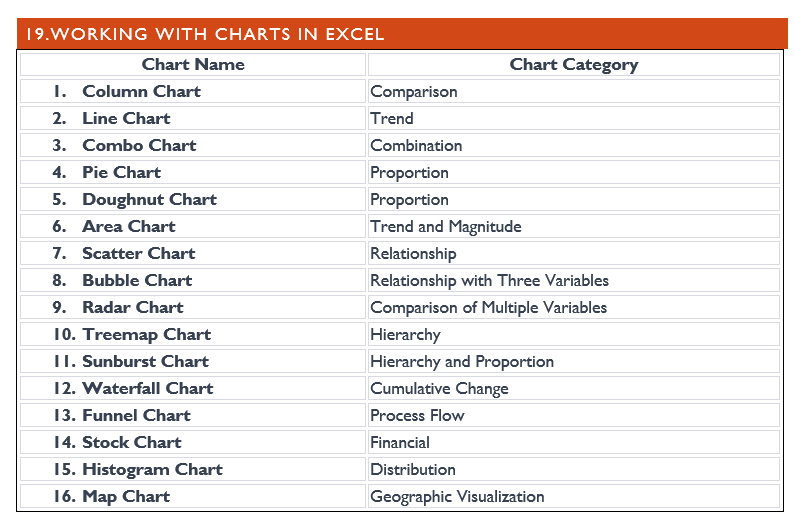 19.WORKING WITH CHARTS IN EXCEL
Chart Name Chart Category
1. Column Chart Comparison
2. Line Chart Trend
3. Combo Chart Combination
4. Pie Chart Proportion
5. Doughnut Chart Proportion
6. Area Chart Trend and Magnitude
7. Scatter Chart Relationship
8. Bubble Chart Relationship with Three Variables
9. Radar Chart Comparison of Multiple Variables
10. Treemap Chart Hierarchy
11. Sunburst Chart Hierarchy and Proportion
12. Waterfall Chart Cumulative Change
13. Funnel Chart Process Flow
14. Stock Chart Financial
15. Histogram Chart Distribution
16. Map Chart Geographic Visualization